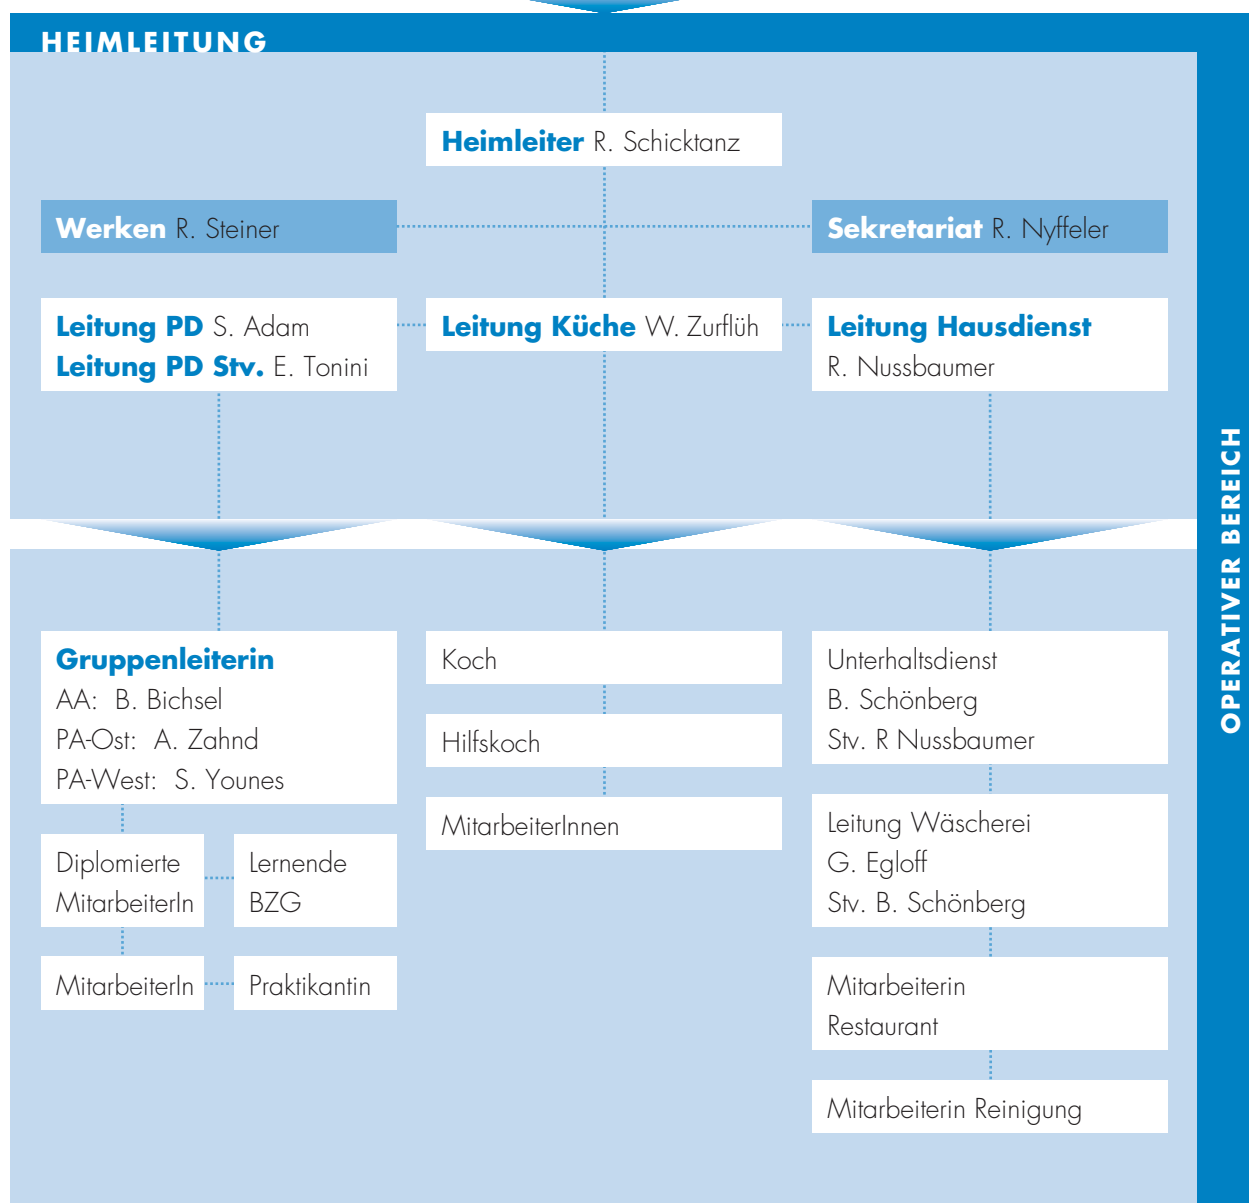 HEIMLEITUNG
Heimleiter R. Schicktanz
Werken R. Steiner
Sekretariat R. Nyffeler
Leitung PD S. Adam
Leitung PD Stv. E. Tonini
Leitung Küche W. Zurflüh
Leitung Hausdienst
R. Nussbaumer
OPERATIVER BEREICH
Gruppenleiterin
AA: B. Bichsel
PA-Ost: A. Zahnd
PA-West: S. Younes
Diplomierte
MitarbeiterIn
Lernende
BZG
MitarbeiterIn
Praktikantin
Koch
Hilfskoch
MitarbeiterInnen
Unterhaltsdienst
B. Schönberg
Stv. R Nussbaumer
Leitung Wäscherei
G. Egloff
Stv. B. Schönberg
Mitarbeiterin
Restaurant
Mitarbeiterin Reinigung